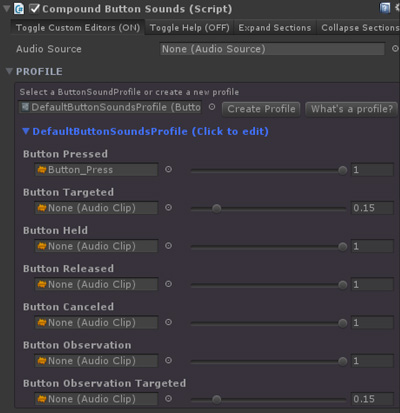 Compound Button Sounds (Script)
Toggle Custom Editors (ON) Toggle Help (OFF) Expand Sections Collapse Sections
Audio Source None (Audio Source)
PROFILE
Select a ButtonSoundProfile or create a new profile
DefaultButtonSoundsProfile (Butto Create Profile What's a profile?
DefaultButtonSoundsProfile (Click to edit)
Button Pressed
Button_Press 1
Button Targeted
None (Audio Clip) 0.15
Button Held
None (Audio Clip) 1
Button Released
None (Audio Clip) 1
Button Canceled
None (Audio Clip) 1
Button Observation
None (Audio Clip) 1
Button Observation Targeted
None (Audio Clip) 0.15